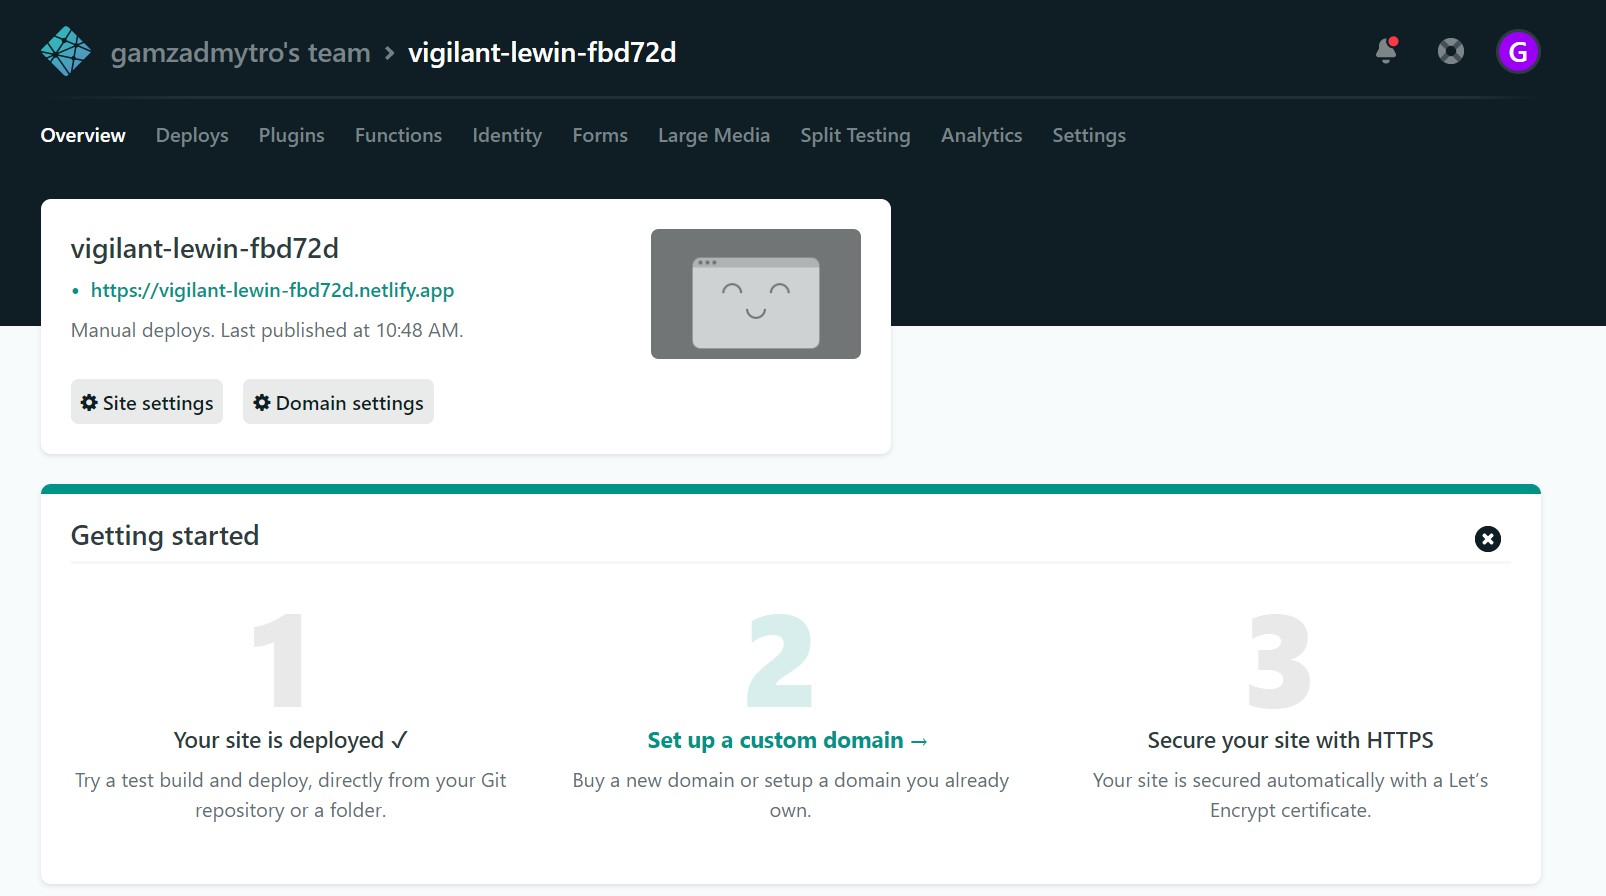 gamzadmytro's team > vigilant-lewin-fbd72d
G
Overview Deploys Plugins Functions Identity Forms Large Media Split Testing Analytics Settings
vigilant-lewin-fbd72d
• https://vigilant-lewin-fbd72d.netlify.app
Manual deploys. Last published at 10:48 AM.
Site settings Domain settings
Getting started
1
Your site is deployed ✓
Try a test build and deploy, directly from your Git
repository or a folder.
2
Set up a custom domain →
Buy a new domain or setup a domain you already
own.
3
Secure your site with HTTPS
Your site is secured automatically with a Let’s
Encrypt certificate.